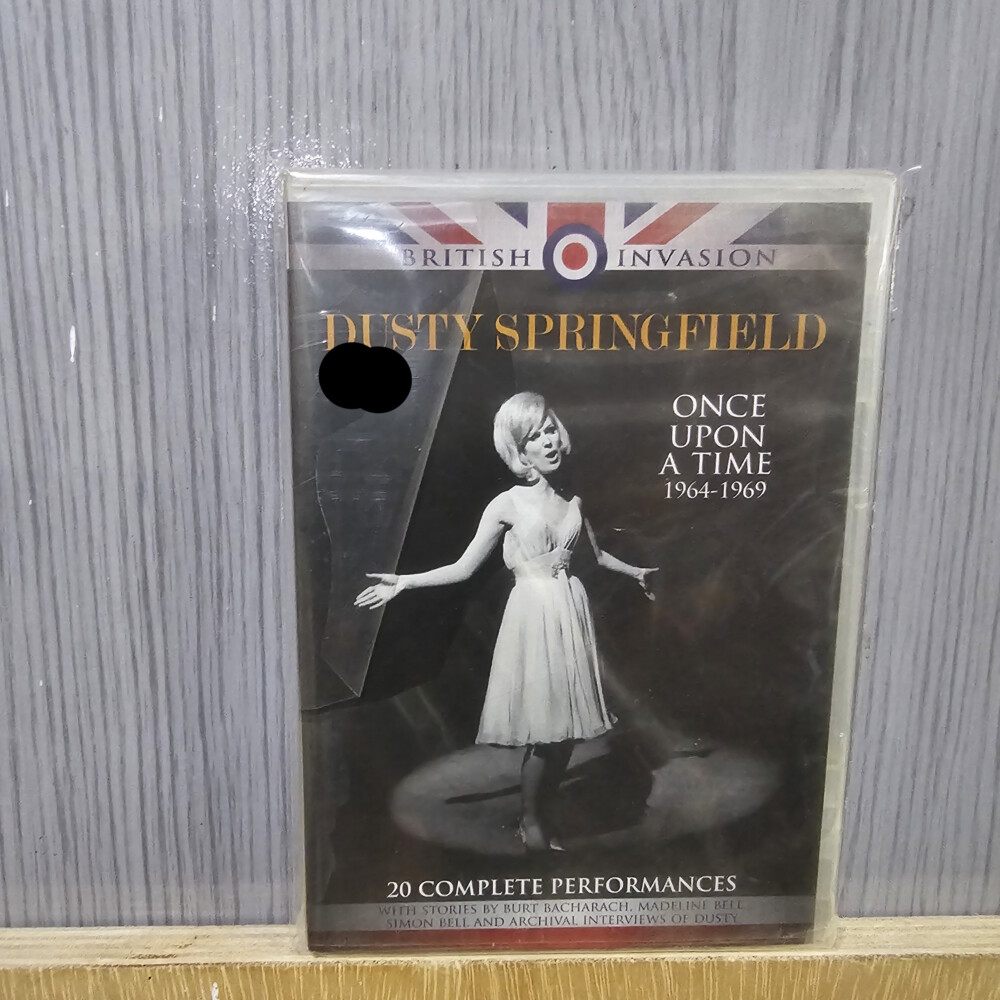 BRITISH INVASION
DUSTY SPRINGFIELD
ONCE
UPON
A TIME
1964-1969
20 COMPLETE PERFORMANCES
WITH STORIES BY BURT BACHARACH, MADELINE BELL
SIMON BELL AND ARCHIVAL INTERVIEWS OF DUSTY